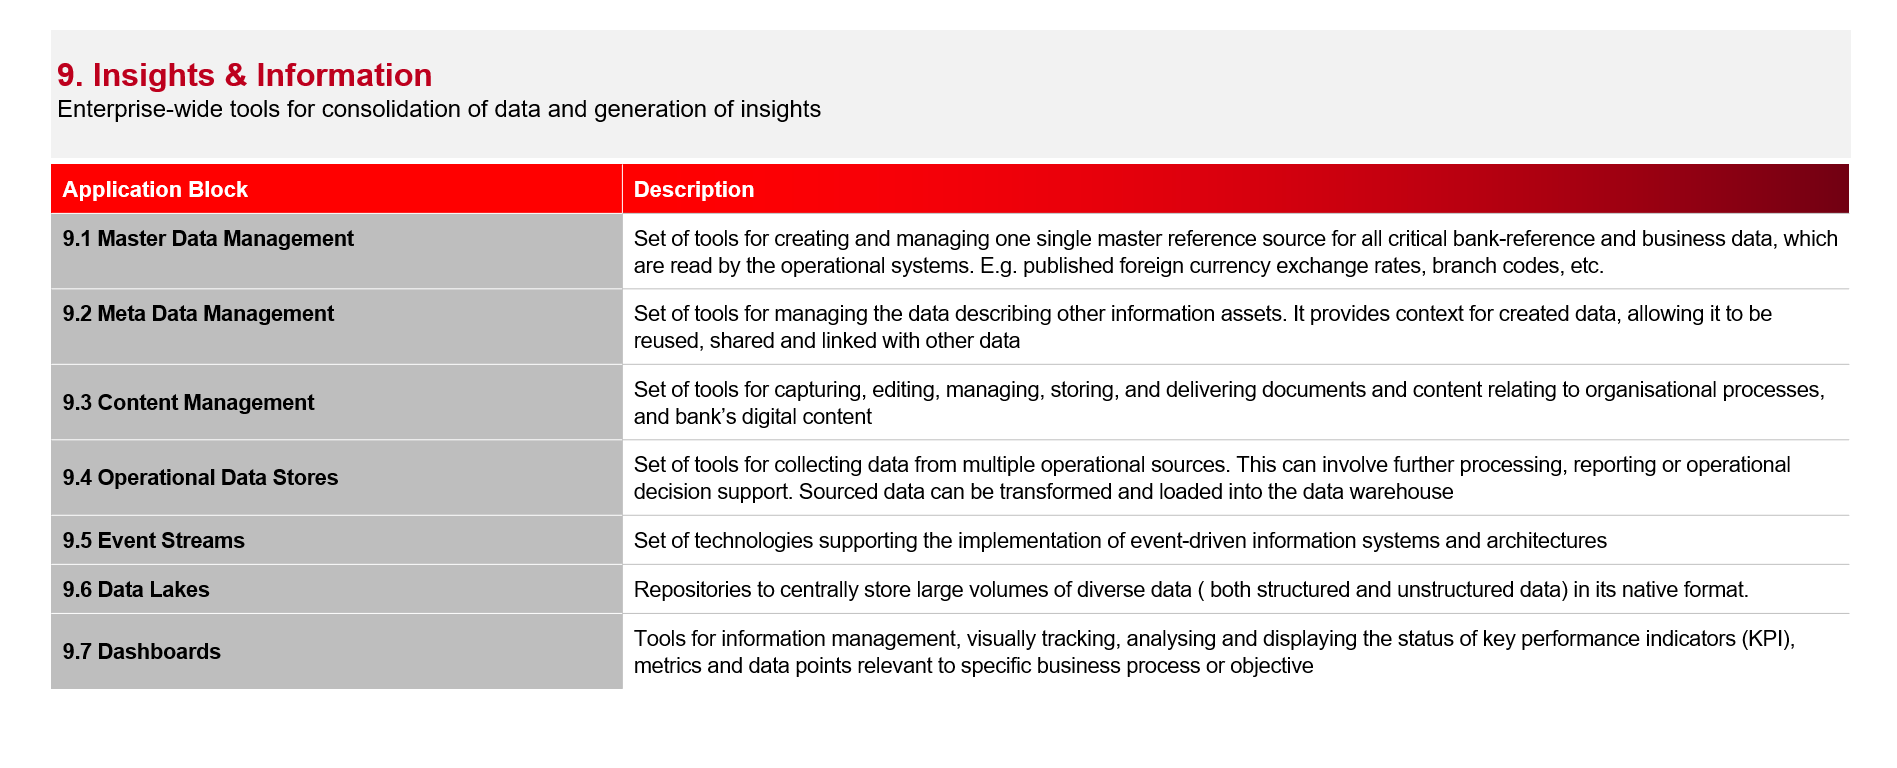 9. Insights & Information
Enterprise-wide tools for consolidation of data and generation of insights
Application Block
Description
9.1 Master Data Management
Set of tools for creating and managing one single master reference source for all critical bank-reference and business data, which
are read by the operational systems. E.g. published foreign currency exchange rates, branch codes, etc.
9.2 Meta Data Management
Set of tools for managing the data describing other information assets. It provides context for created data, allowing it to be
reused, shared and linked with other data
9.3 Content Management
Set of tools for capturing, editing, managing, storing, and delivering documents and content relating to organisational processes,
and bank’s digital content
9.4 Operational Data Stores
Set of tools for collecting data from multiple operational sources. This can involve further processing, reporting or operational
decision support. Sourced data can be transformed and loaded into the data warehouse
9.5 Event Streams
Set of technologies supporting the implementation of event-driven information systems and architectures
9.6 Data Lakes
Repositories to centrally store large volumes of diverse data ( both structured and unstructured data) in its native format.
9.7 Dashboards
Tools for information management, visually tracking, analysing and displaying the status of key performance indicators (KPI),
metrics and data points relevant to specific business process or objective